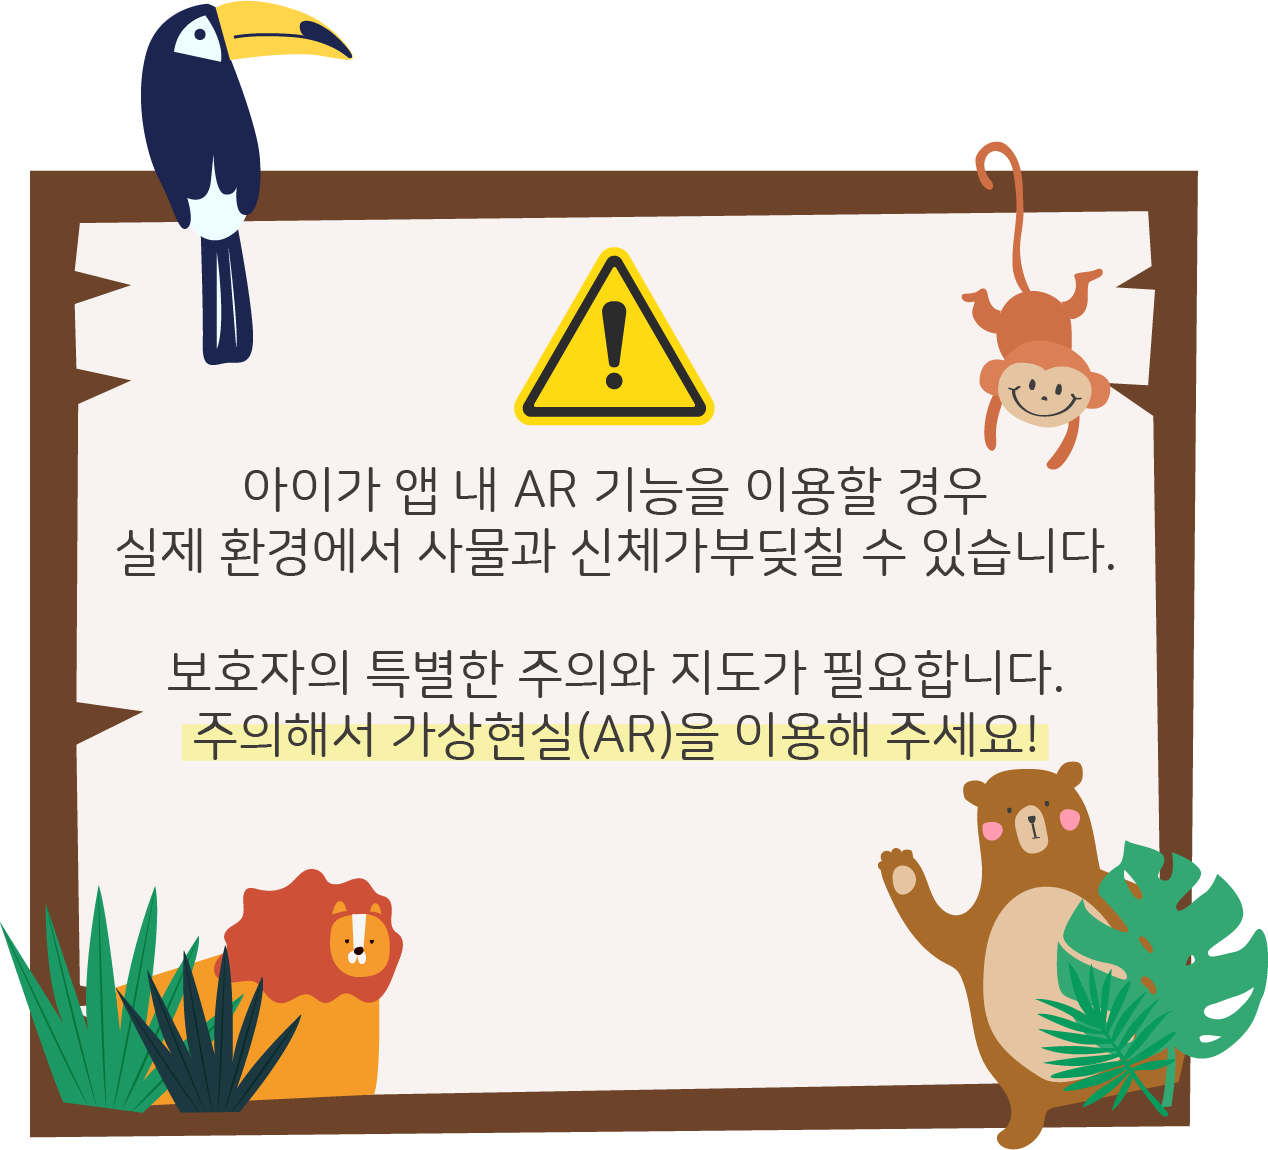 아이가 앱 내 AR 기능을 이용할 경우
실제 환경에서 사물과 신체가부딪칠 수 있습니다.
보호자의 특별한 주의와 지도가 필요합니다.
주의해서 가상현실(AR)을 이용해 주세요!